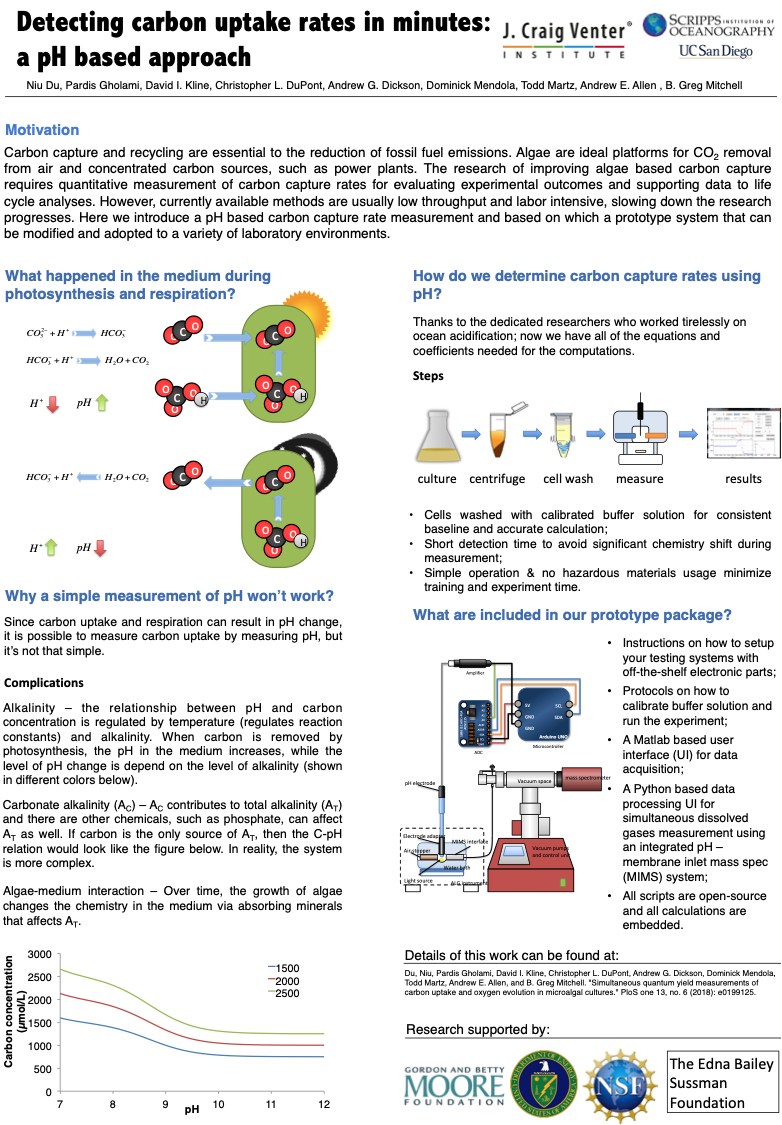 Detecting carbon uptake rates in minutes:
a pH based approach
J. Craig Venter®
INSTITUTE
SCRIPPS INSTITUTION OF
OCEANOGRAPHY
UC San Diego
Niu Du, Pardis Gholami, David I. Kline, Christopher L. DuPont, Andrew G. Dickson, Dominick Mendola, Todd Martz, Andrew E. Allen , B. Greg Mitchell
Motivation
Carbon capture and recycling are essential to the reduction of fossil fuel emissions. Algae are ideal platforms for CO₂ removal
from air and concentrated carbon sources, such as power plants. The research of improving algae based carbon capture
requires quantitative measurement of carbon capture rates for evaluating experimental outcomes and supporting data to life
cycle analyses. However, currently available methods are usually low throughput and labor intensive, slowing down the research
progresses. Here we introduce a pH based carbon capture rate measurement and based on which a prototype system that can
be modified and adopted to a variety of laboratory environments.
What happened in the medium during
photosynthesis and respiration?
CO₃²⁻ + H⁺ HCO₃⁻
HCO₃⁻ + H⁺ H₂O + CO₂
H⁺ pH
O C O
O C O
O C O O H
O C O O H
HCO₃⁻ + H⁺ H₂O + CO₂
H⁺ pH
O C O
O C O
O C O O H
Why a simple measurement of pH won't work?
Since carbon uptake and respiration can result in pH change,
it is possible to measure carbon uptake by measuring pH, but
it's not that simple.
Complications
Alkalinity – the relationship between pH and carbon
concentration is regulated by temperature (regulates reaction
constants) and alkalinity. When carbon is removed by
photosynthesis, the pH in the medium increases, while the
level of pH change is depend on the level of alkalinity (shown
in different colors below).
Carbonate alkalinity (A_C) – A_C contributes to total alkalinity (A_T)
and there are other chemicals, such as phosphate, can affect
A_T as well. If carbon is the only source of A_T, then the C-pH
relation would look like the figure below. In reality, the system
is more complex.
Algae-medium interaction – Over time, the growth of algae
changes the chemistry in the medium via absorbing minerals
that affects A_T.
Carbon concentration
(μmol/L)
3000
2500
2000
1500
1000
500
0
7 8 9 10 11 12
pH
1500
2000
2500
How do we determine carbon capture rates using
pH?
Thanks to the dedicated researchers who worked tirelessly on
ocean acidification; now we have all of the equations and
coefficients needed for the computations.
Steps
culture centrifuge cell wash measure results
• Cells washed with calibrated buffer solution for consistent
baseline and accurate calculation;
• Short detection time to avoid significant chemistry shift during
measurement;
• Simple operation & no hazardous materials usage minimize
training and experiment time.
What are included in our prototype package?
Amplifier
ADC
5V
GND
GND
SCL
SDA
Arduino UNO
Microcontroller
pH electrode
Vacuum space
mass spectrometer
Electrode adapter
MIMS interface
Air stopper
Water bath
Light source
Vacuum pumps
and control unit
• Instructions on how to setup
your testing systems with
off-the-shelf electronic parts;
• Protocols on how to
calibrate buffer solution and
run the experiment;
• A Matlab based user
interface (UI) for data
acquisition;
• A Python based data
processing UI for
simultaneous dissolved
gases measurement using
an integrated pH –
membrane inlet mass spec
(MIMS) system;
• All scripts are open-source
and all calculations are
embedded.
Details of this work can be found at:
Du, Niu, Pardis Gholami, David I. Kline, Christopher L. DuPont, Andrew G. Dickson, Dominick Mendola,
Todd Martz, Andrew E. Allen, and B. Greg Mitchell. "Simultaneous quantum yield measurements of
carbon uptake and oxygen evolution in microalgal cultures." PloS one 13, no. 6 (2018): e0199125.
Research supported by:
GORDON AND BETTY
MOORE
FOUNDATION
DEPARTMENT OF ENERGY
UNITED STATES OF AMERICA
NSF
The Edna Bailey
Sussman
Foundation